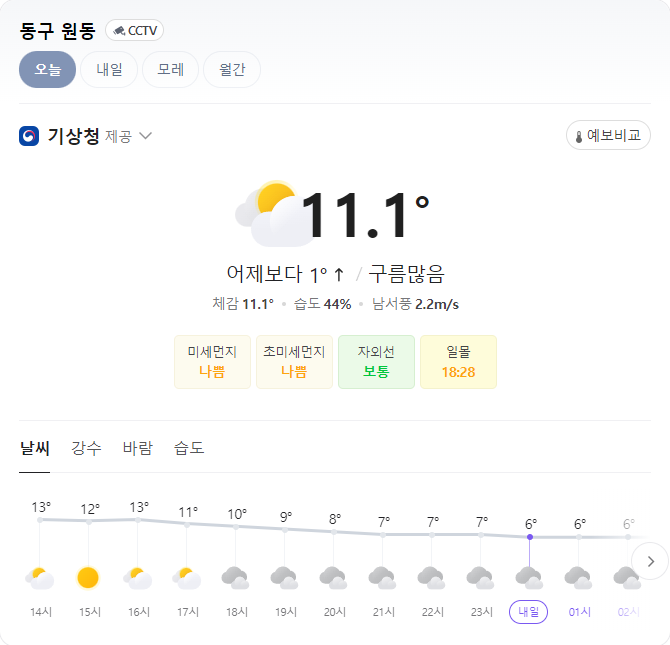 동구 원동 CCTV
오늘 내일 모레 월간
기상청 제공 예보비교
11.1°
어제보다 1° ↑ / 구름많음
체감 11.1° • 습도 44% • 남서풍 2.2m/s
미세먼지 초미세먼지 자외선 일몰
나쁨 나쁨 보통 18:28
날씨 강수 바람 습도
13° 12° 13° 11° 10° 9° 8° 7° 7° 7° 6° 6° 6°
14시 15시 16시 17시 18시 19시 20시 21시 22시 23시 내일 01시 02시